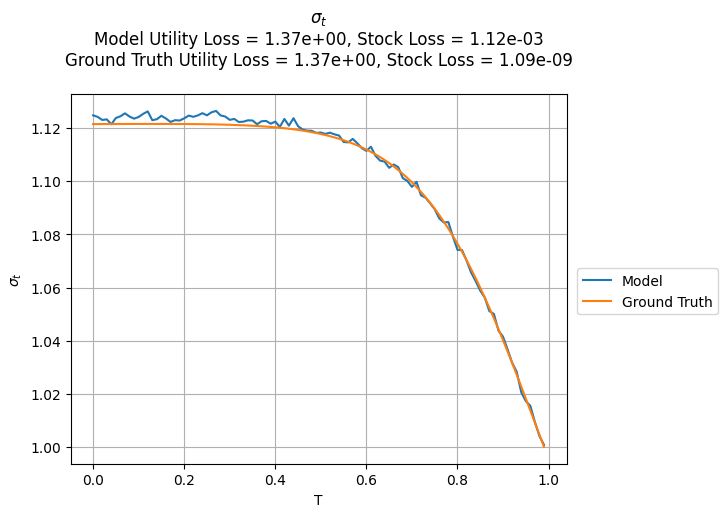 σₜ
Model Utility Loss = 1.37e+00, Stock Loss = 1.12e-03
Ground Truth Utility Loss = 1.37e+00, Stock Loss = 1.09e-09
1.12
1.10
1.08
1.06
1.04
1.02
1.00
σₜ
0.0 0.2 0.4 0.6 0.8 1.0
T
Model
Ground Truth